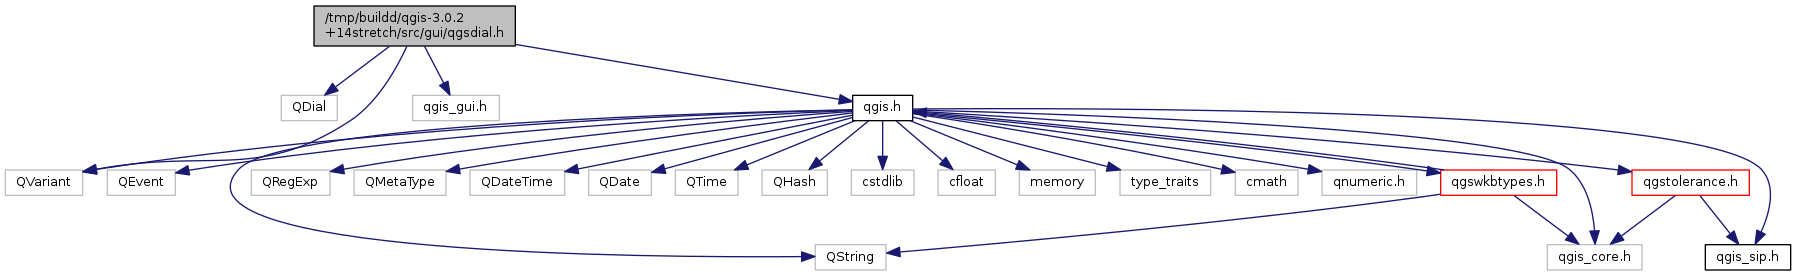 /tmp/buildd/qgis-3.0.2
+14stretch/src/gui/qgsdial.h
QDial
qgis_gui.h
qgis.h
QVariant
QEvent
QRegExp
QMetaType
QDateTime
QDate
QTime
QHash
cstdlib
cfloat
memory
type_traits
cmath
qnumeric.h
qgswkbtypes.h
qgstolerance.h
QString
qgis_core.h
qgis_sip.h